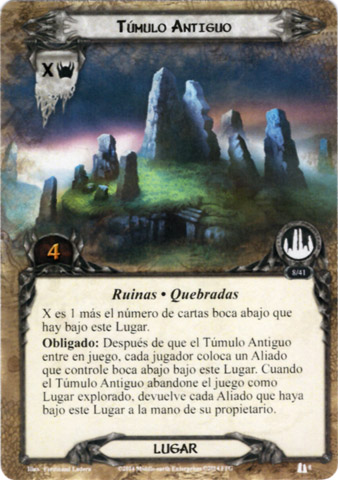 Túmulo Antiguo
X
4
8/41
Ruinas • Quebradas
X es 1 más el número de cartas boca abajo que
hay bajo este Lugar.
Obligado: Después de que el Túmulo Antiguo
entre en juego, cada jugador coloca un Aliado
que controle boca abajo bajo este Lugar. Cuando
el Túmulo Antiguo abandone el juego como
Lugar explorado, devuelve cada Aliado que haya
bajo este Lugar a la mano de su propietario.
LUGAR